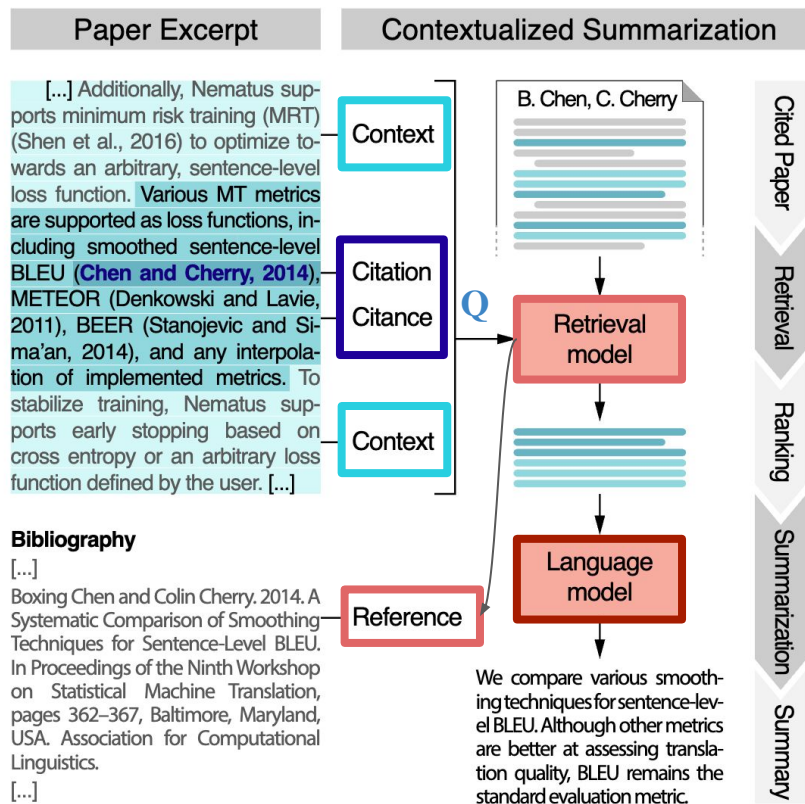 Paper Excerpt
[...] Additionally, Nematus sup-
ports minimum risk training (MRT)
(Shen et al., 2016) to optimize to-
wards an arbitrary, sentence-level
loss function. Various MT metrics
are supported as loss functions, in-
cluding smoothed sentence-level
BLEU (Chen and Cherry, 2014),
METEOR (Denkowski and Lavie,
2011), BEER (Stanojevic and Si-
ma'an, 2014), and any interpola-
tion of implemented metrics. To
stabilize training, Nematus sup-
ports early stopping based on
cross entropy or an arbitrary loss
function defined by the user. [...]
Bibliography
[...]
Boxing Chen and Colin Cherry. 2014. A
Systematic Comparison of Smoothing
Techniques for Sentence-Level BLEU.
In Proceedings of the Ninth Workshop
on Statistical Machine Translation,
pages 362–367, Baltimore, Maryland,
USA. Association for Computational
Linguistics.
[...]
Contextualized Summarization
Context
Citation
Citance
Context
Reference
Q
B. Chen, C. Cherry
Retrieval
model
Language
model
We compare various smooth-
ing techniques for sentence-lev-
el BLEU. Although other metrics
are better at assessing transla-
tion quality, BLEU remains the
standard evaluation metric.
Cited Paper
Retrieval
Ranking
Summarization
Summary